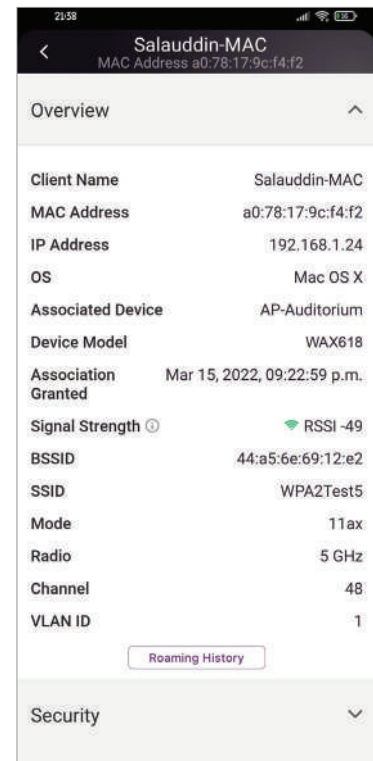 21:38
Salauddin-MAC
MAC Address a0:78:17:9c:f4:f2
Overview
Client Name Salauddin-MAC
MAC Address a0:78:17:9c:f4:f2
IP Address 192.168.1.24
OS Mac OS X
Associated Device AP-Auditorium
Device Model WAX618
Association Granted Mar 15, 2022, 09:22:59 p.m.
Signal Strength RSSI -49
BSSID 44:a5:6e:69:12:e2
SSID WPA2Test5
Mode 11ax
Radio 5 GHz
Channel 48
VLAN ID 1
Roaming History
Security